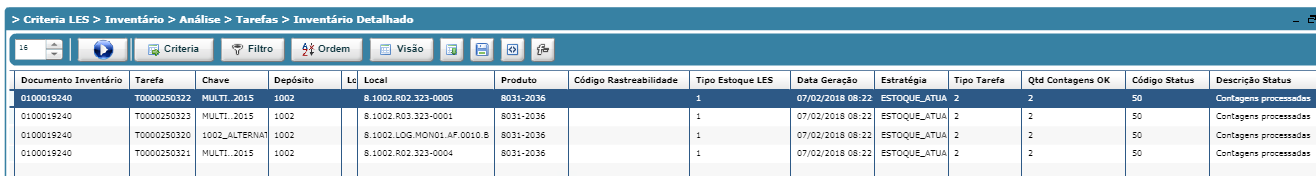 > Criteria LES > Inventário > Análise > Tarefas > Inventário Detalhado
16 Criteria Filtro Ordem Visão
Documento Inventário Tarefa Chave Depósito Lc Local Produto Código Rastreabilidade Tipo Estoque LES Data Geração Estratégia Tipo Tarefa Qtd Contagens OK Código Status Descrição Status
0100019240 T0000250322 MULTI..2015 1002 8.1002.R02.323-0005 8031-2036 1 07/02/2018 08:22 ESTOQUE_ATUA 2 2 50 Contagens processadas
0100019240 T0000250323 MULTI..2015 1002 8.1002.R03.323-0001 8031-2036 1 07/02/2018 08:22 ESTOQUE_ATUA 2 2 50 Contagens processadas
0100019240 T0000250320 1002_ALTERNAT 1002 8.1002.LOG.MON01.AF.0010.B 8031-2036 1 07/02/2018 08:22 ESTOQUE_ATUA 2 2 50 Contagens processadas
0100019240 T0000250321 MULTI..2015 1002 8.1002.R02.323-0004 8031-2036 1 07/02/2018 08:22 ESTOQUE_ATUA 2 2 50 Contagens processadas